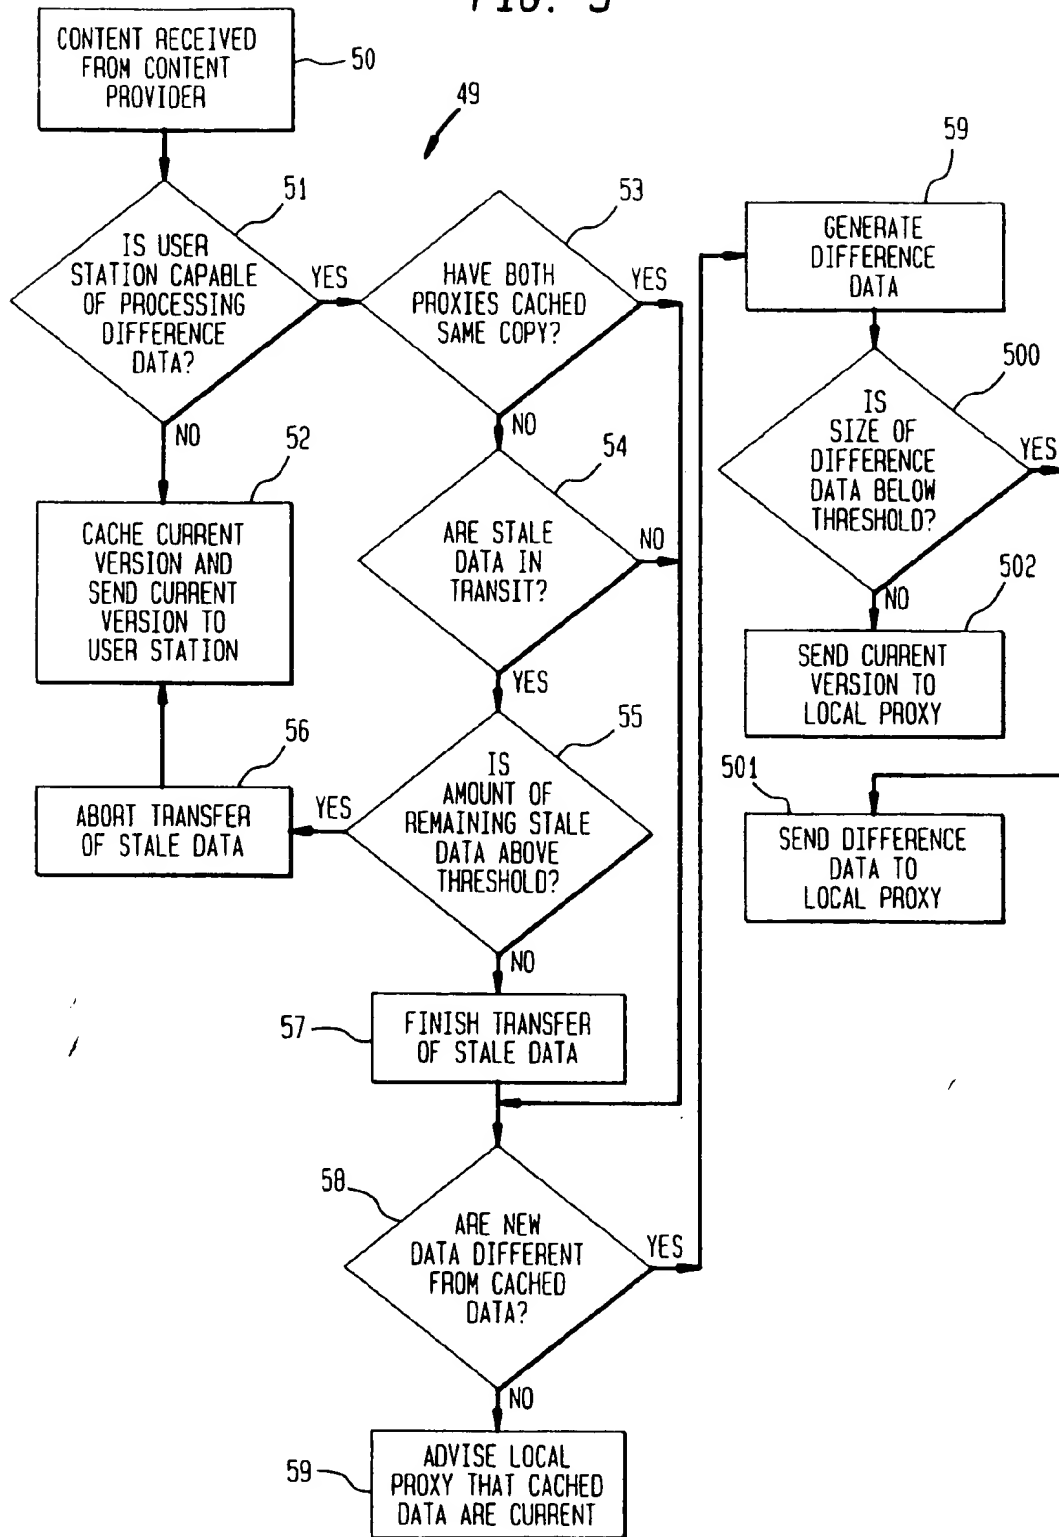 FIG. 5
CONTENT RECEIVED
FROM CONTENT
PROVIDER
50
49
51
IS USER
STATION CAPABLE
OF PROCESSING
DIFFERENCE
DATA?
YES
NO
52
CACHE CURRENT
VERSION AND
SEND CURRENT
VERSION TO
USER STATION
53
HAVE BOTH
PROXIES CACHED
SAME COPY?
YES
NO
54
ARE STALE
DATA IN
TRANSIT?
NO
YES
55
IS
AMOUNT OF
REMAINING STALE
DATA ABOVE
THRESHOLD?
YES
NO
56
ABORT TRANSFER
OF STALE DATA
57
FINISH TRANSFER
OF STALE DATA
58
ARE NEW
DATA DIFFERENT
FROM CACHED
DATA?
YES
NO
59
ADVISE LOCAL
PROXY THAT CACHED
DATA ARE CURRENT
59
GENERATE
DIFFERENCE
DATA
500
IS
SIZE OF
DIFFERENCE
DATA BELOW
THRESHOLD?
YES
NO
502
SEND CURRENT
VERSION TO
LOCAL PROXY
501
SEND DIFFERENCE
DATA TO
LOCAL PROXY